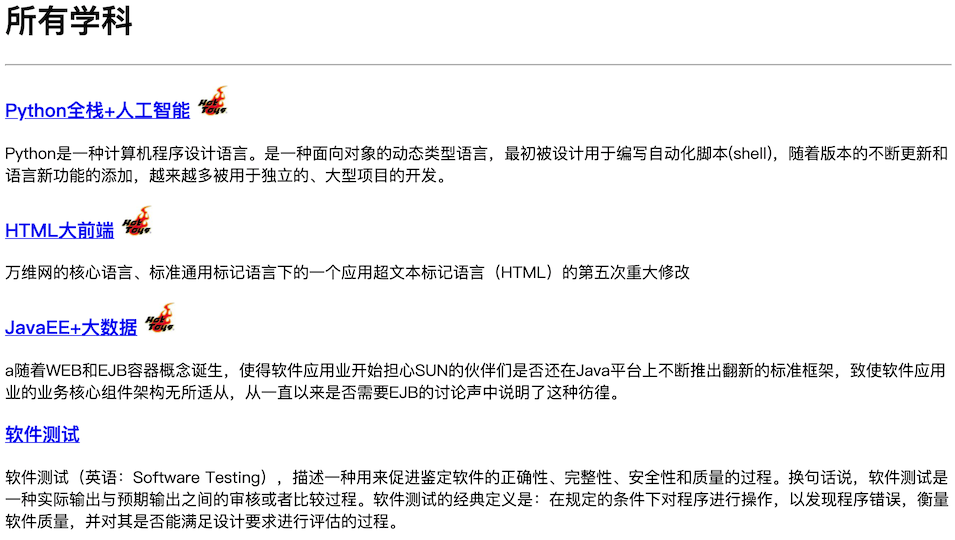 所有学科
Python全栈+人工智能 Hot Toys
Python是一种计算机程序设计语言。是一种面向对象的动态类型语言，最初被设计用于编写自动化脚本(shell)，随着版本的不断更新和
语言新功能的添加，越来越多被用于独立的、大型项目的开发。
HTML大前端 Hot Toys
万维网的核心语言、标准通用标记语言下的一个应用超文本标记语言（HTML）的第五次重大修改
JavaEE+大数据 Hot Toys
a随着WEB和EJB容器概念诞生，使得软件应用业开始担心SUN的伙伴们是否还在Java平台上不断推出翻新的标准框架，致使软件应用
业的业务核心组件架构无所适从，从一直以来是否需要EJB的讨论声中说明了这种彷徨。
软件测试
软件测试（英语：Software Testing），描述一种用来促进鉴定软件的正确性、完整性、安全性和质量的过程。换句话说，软件测试是
一种实际输出与预期输出之间的审核或者比较过程。软件测试的经典定义是：在规定的条件下对程序进行操作，以发现程序错误，衡量
软件质量，并对其是否能满足设计要求进行评估的过程。